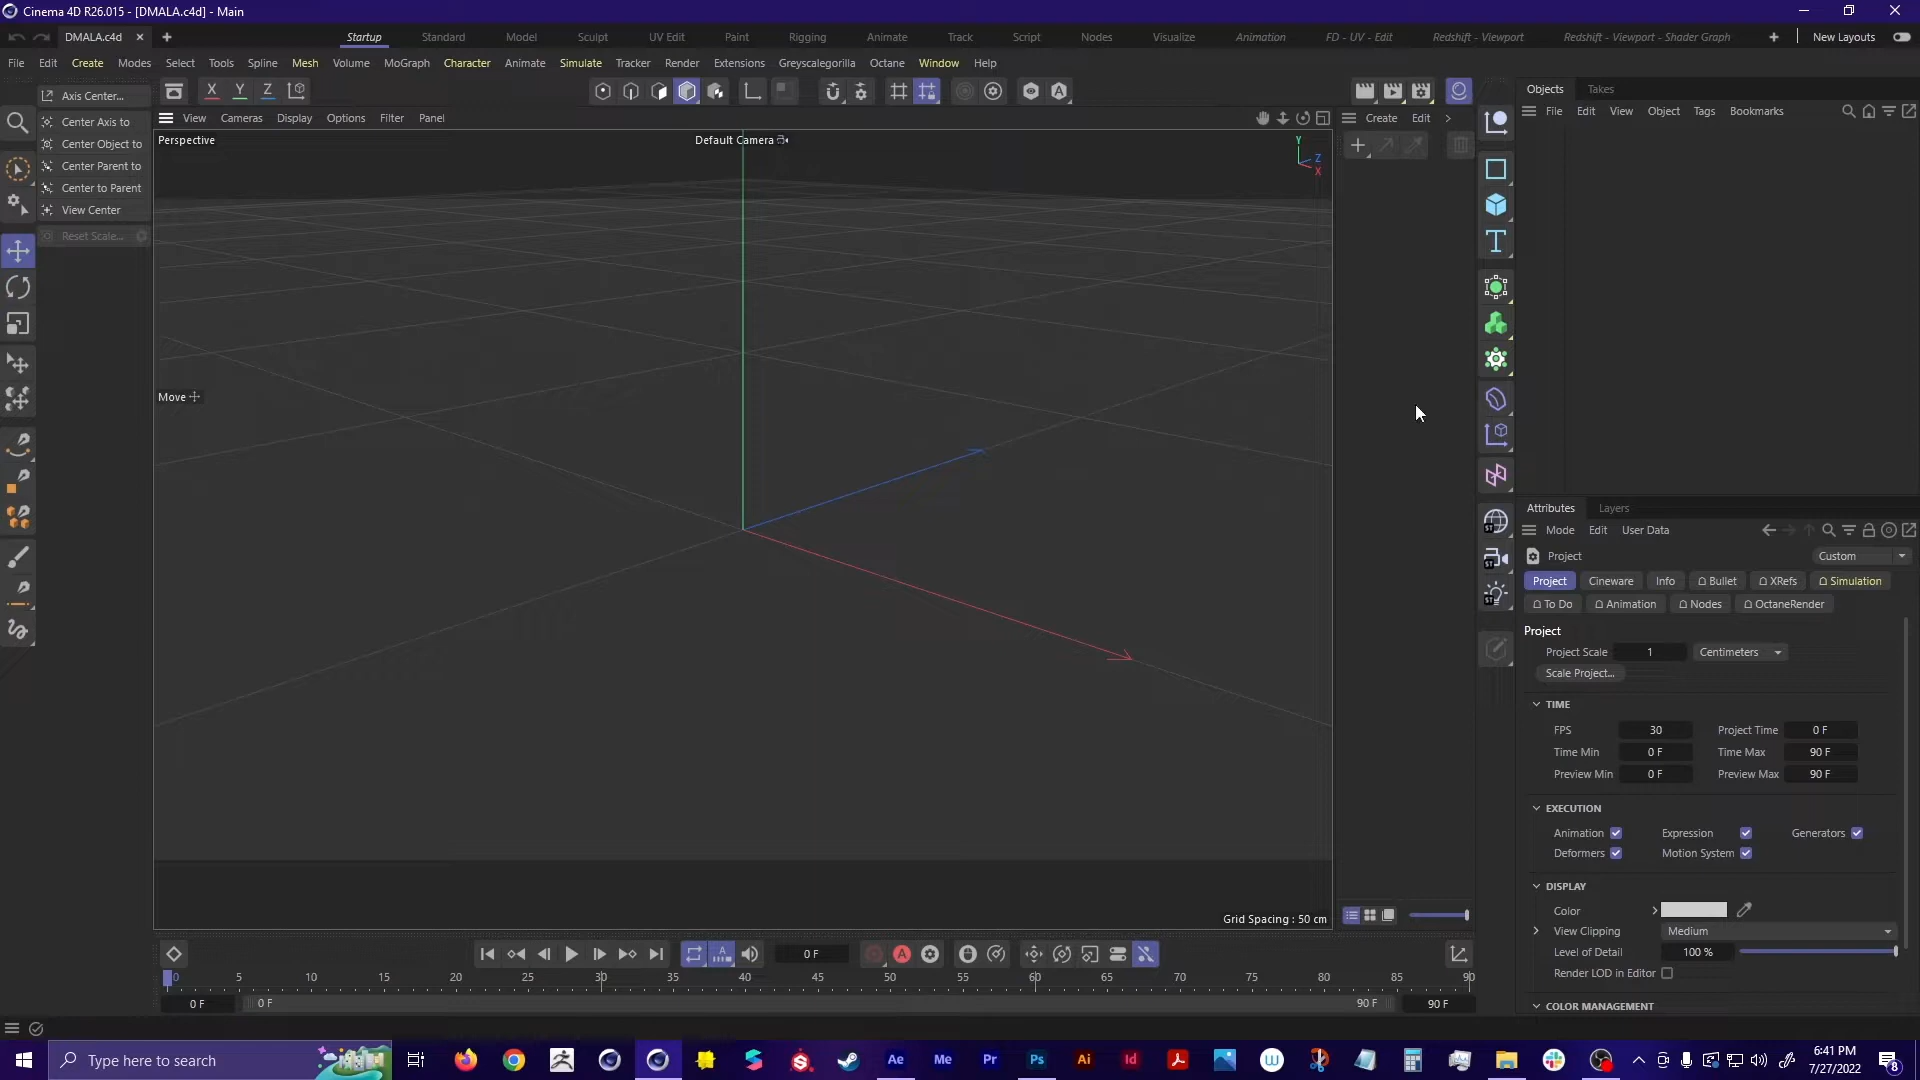 Cinema 4D R26.015 - [DMALA.c4d] - Main
DMALA.c4d
Startup Standard Model Sculpt UV Edit Paint Rigging Animate Track Script Nodes Visualize Animation FD - UV - Edit Redshift - Viewport Redshift - Viewport - Shader Graph New Layouts
File Edit Create Modes Select Tools Spline Mesh Volume MoGraph Character Animate Simulate Tracker Render Extensions Greyscalegorilla Octane Window Help
X Y Z
Axis Center...
Center Axis to
Center Object to
Center Parent to
Center to Parent
View Center
Reset Scale...
View Cameras Display Options Filter Panel
Perspective
Default Camera
Y
Z
X
Move
Grid Spacing : 50 cm
Create Edit
Objects Takes
File Edit View Object Tags Bookmarks
Attributes Layers
Mode Edit User Data
Project
Custom
Project Cineware Info Bullet XRefs Simulation
To Do Animation Nodes OctaneRender
Project
Project Scale 1 Centimeters
Scale Project...
TIME
FPS 30 Project Time 0 F
Time Min 0 F Time Max 90 F
Preview Min 0 F Preview Max 90 F
EXECUTION
Animation Expression Generators
Deformers Motion System
DISPLAY
Color
View Clipping Medium
Level of Detail 100 %
Render LOD in Editor
COLOR MANAGEMENT
0 F
0 5 10 15 20 25 30 35 40 45 50 55 60 65 70 75 80 85 90
0 F 0 F 90 F 90 F
Type here to search
Ae Me Pr Ps Ai Id
6:41 PM
7/27/2022
8